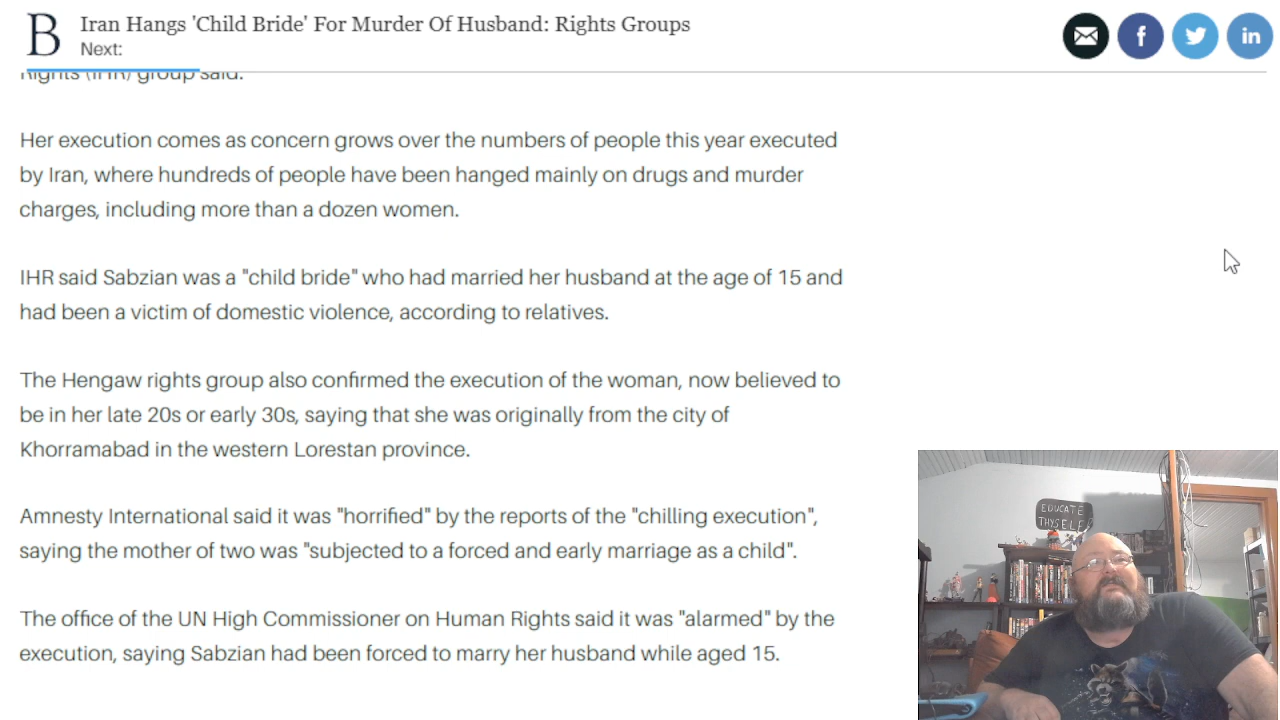 B
Iran Hangs 'Child Bride' For Murder Of Husband: Rights Groups
Next:
f
in
Rights (IHR) group said.
Her execution comes as concern grows over the numbers of people this year executed
by Iran, where hundreds of people have been hanged mainly on drugs and murder
charges, including more than a dozen women.
IHR said Sabzian was a "child bride" who had married her husband at the age of 15 and
had been a victim of domestic violence, according to relatives.
The Hengaw rights group also confirmed the execution of the woman, now believed to
be in her late 20s or early 30s, saying that she was originally from the city of
Khorramabad in the western Lorestan province.
Amnesty International said it was "horrified" by the reports of the "chilling execution",
saying the mother of two was "subjected to a forced and early marriage as a child".
The office of the UN High Commissioner on Human Rights said it was "alarmed" by the
execution, saying Sabzian had been forced to marry her husband while aged 15.
EDUCATE
THYSELF